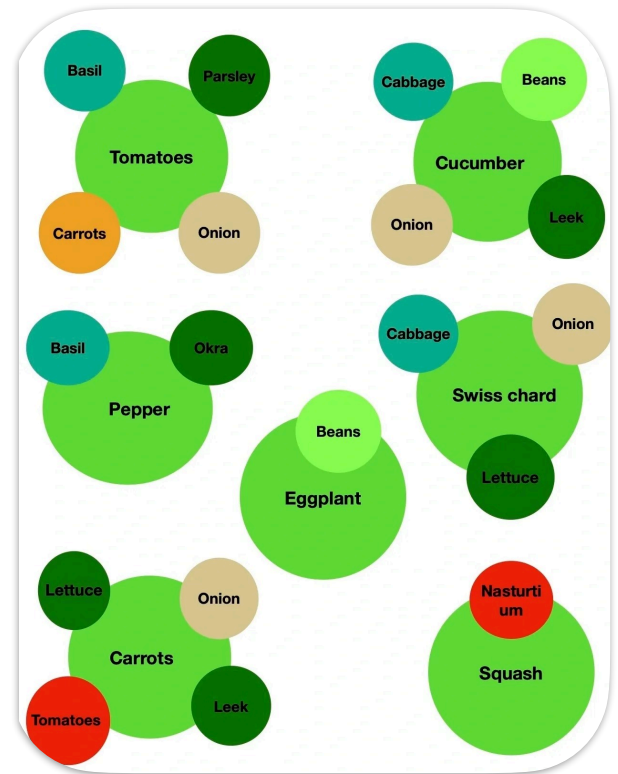 Basil
Parsley
Tomatoes
Carrots
Onion
Cabbage
Beans
Cucumber
Onion
Leek
Basil
Okra
Pepper
Cabbage
Onion
Swiss chard
Lettuce
Beans
Eggplant
Lettuce
Onion
Carrots
Tomatoes
Leek
Nasturti
um
Squash